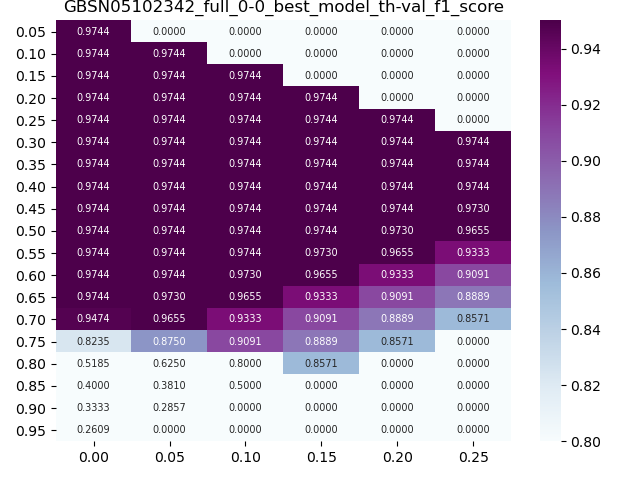 GBSN05102342_full_0-0_best_model_th-val_f1_score
0.05 0.9744 0.0000 0.0000 0.0000 0.0000 0.0000
0.10 0.9744 0.9744 0.0000 0.0000 0.0000 0.0000
0.15 0.9744 0.9744 0.9744 0.0000 0.0000 0.0000
0.20 0.9744 0.9744 0.9744 0.9744 0.0000 0.0000
0.25 0.9744 0.9744 0.9744 0.9744 0.9744 0.0000
0.30 0.9744 0.9744 0.9744 0.9744 0.9744 0.9744
0.35 0.9744 0.9744 0.9744 0.9744 0.9744 0.9744
0.40 0.9744 0.9744 0.9744 0.9744 0.9744 0.9744
0.45 0.9744 0.9744 0.9744 0.9744 0.9744 0.9730
0.50 0.9744 0.9744 0.9744 0.9744 0.9730 0.9655
0.55 0.9744 0.9744 0.9744 0.9730 0.9655 0.9333
0.60 0.9744 0.9744 0.9730 0.9655 0.9333 0.9091
0.65 0.9744 0.9730 0.9655 0.9333 0.9091 0.8889
0.70 0.9474 0.9655 0.9333 0.9091 0.8889 0.8571
0.75 0.8235 0.8750 0.9091 0.8889 0.8571 0.0000
0.80 0.5185 0.6250 0.8000 0.8571 0.0000 0.0000
0.85 0.4000 0.3810 0.5000 0.0000 0.0000 0.0000
0.90 0.3333 0.2857 0.0000 0.0000 0.0000 0.0000
0.95 0.2609 0.0000 0.0000 0.0000 0.0000 0.0000
0.00 0.05 0.10 0.15 0.20 0.25
0.94
0.92
0.90
0.88
0.86
0.84
0.82
0.80